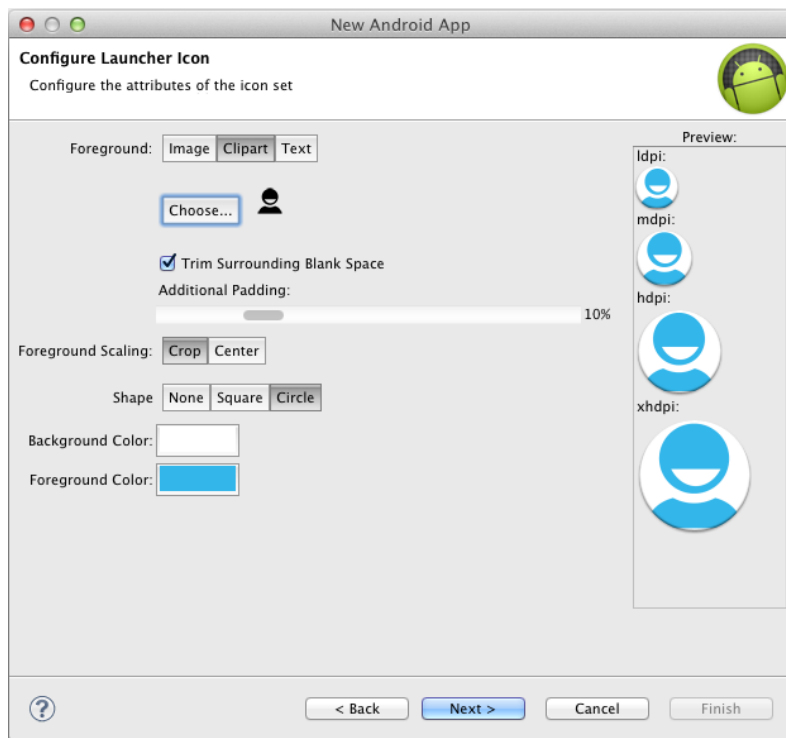 New Android App
Configure Launcher Icon
Configure the attributes of the icon set
Foreground: Image Clipart Text
Choose...
Trim Surrounding Blank Space
Additional Padding:
10%
Foreground Scaling: Crop Center
Shape None Square Circle
Background Color:
Foreground Color:
Preview:
ldpi:
mdpi:
hdpi:
xhdpi:
?
< Back Next > Cancel Finish